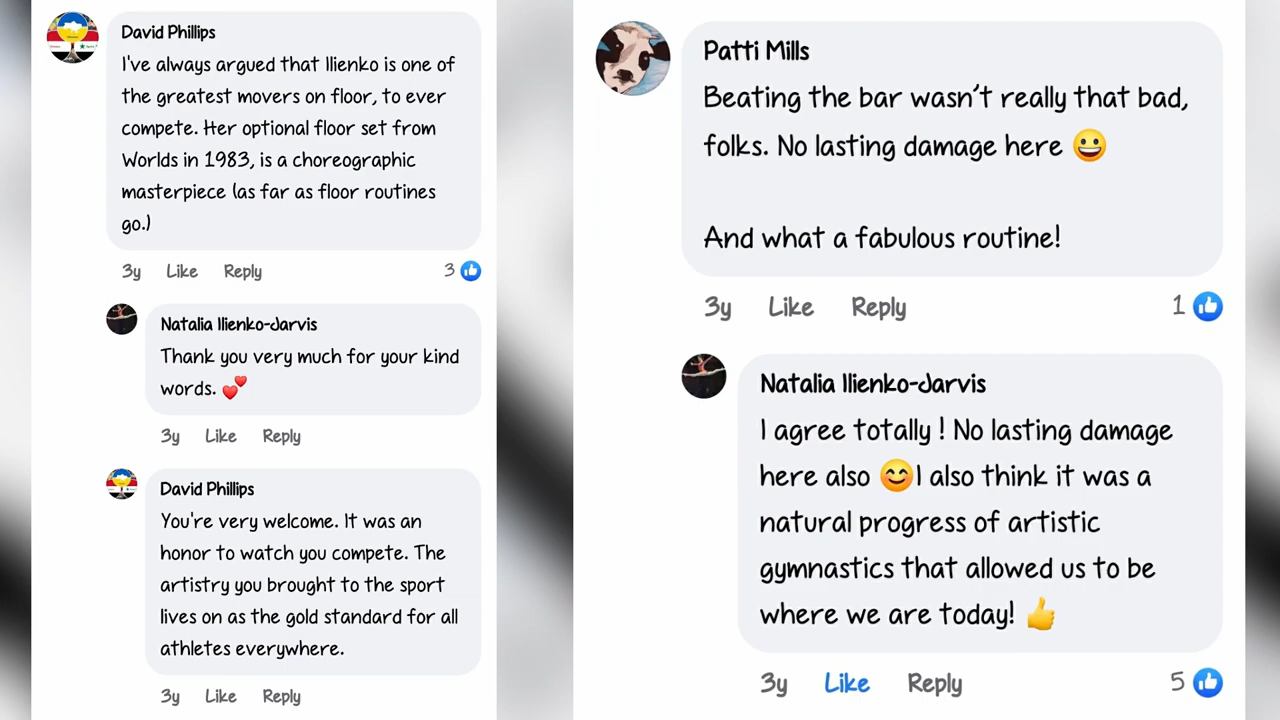 David Phillips
I've always argued that Ilienko is one of
the greatest movers on floor, to ever
compete. Her optional floor set from
Worlds in 1983, is a choreographic
masterpiece (as far as floor routines
go.)
3y Like Reply 3
Natalia Ilienko-Jarvis
Thank you very much for your kind
words. 💕
3y Like Reply
David Phillips
You're very welcome. It was an
honor to watch you compete. The
artistry you brought to the sport
lives on as the gold standard for all
athletes everywhere.
3y Like Reply
Patti Mills
Beating the bar wasn't really that bad,
folks. No lasting damage here 😀
And what a fabulous routine!
3y Like Reply 1
Natalia Ilienko-Jarvis
I agree totally ! No lasting damage
here also 😊I also think it was a
natural progress of artistic
gymnastics that allowed us to be
where we are today! 👍
3y Like Reply 5